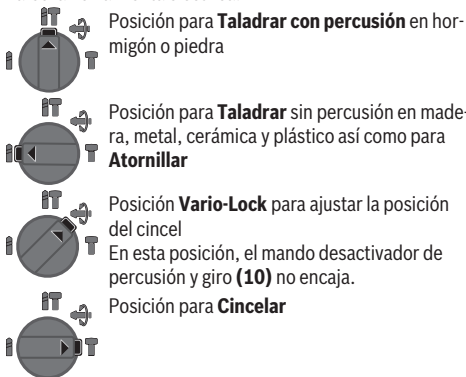 Posición para Taladrar con percusión en hor-
migón o piedra
Posición para Taladrar sin percusión en made-
ra, metal, cerámica y plástico así como para
Atornillar
Posición Vario-Lock para ajustar la posición
del cincel
En esta posición, el mando desactivador de
percusión y giro (10) no encaja.
Posición para Cincelar